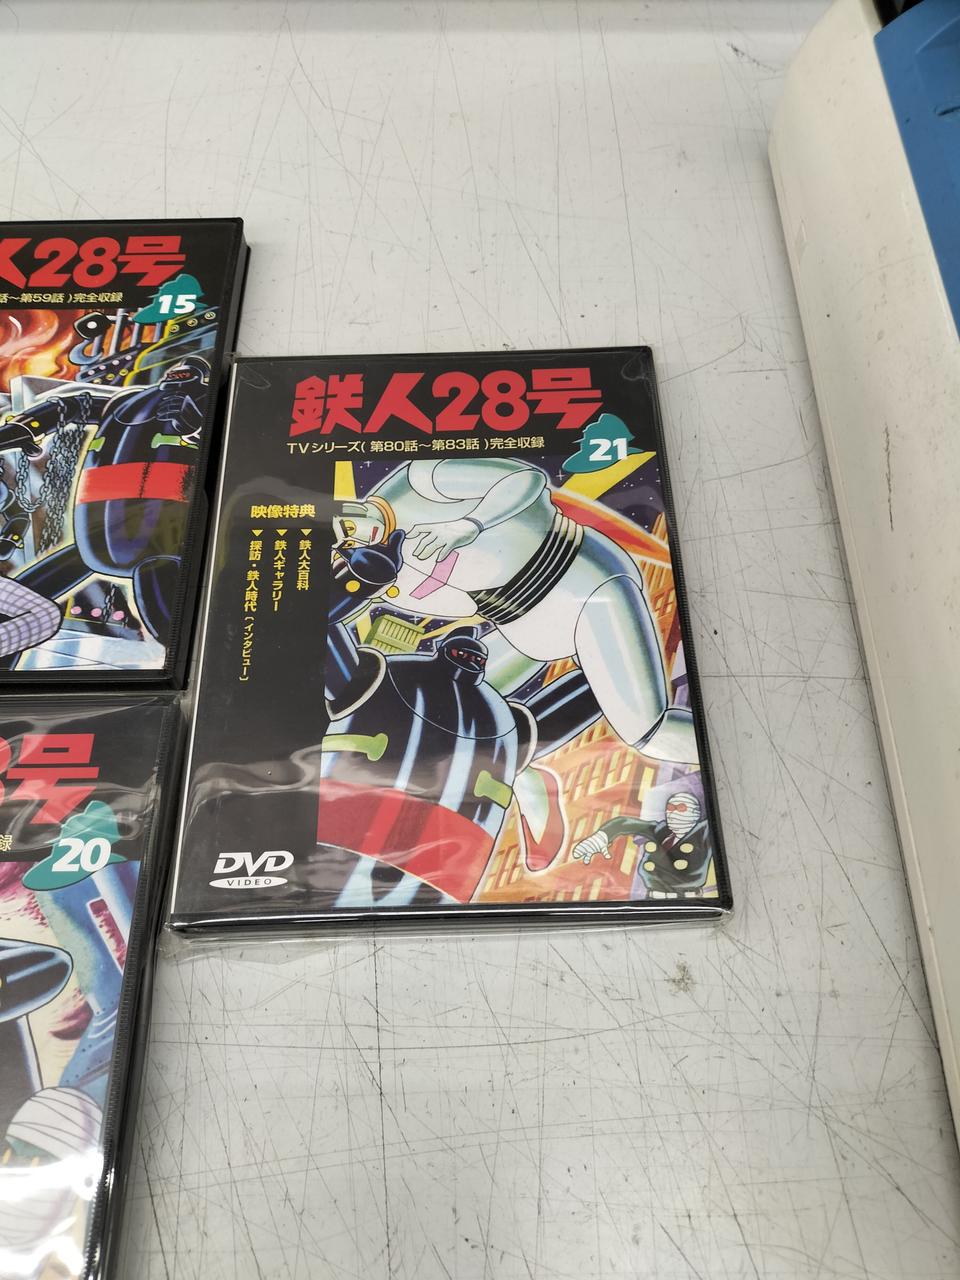 人28号
話～第59話)完全収録
15
鉄人28号
TVシリーズ(第80話～第83話)完全収録
21
映像特典
▼鉄人大百科
▼鉄人ギャラリー
▼探訪・鉄人時代〔インタビュー〕
DVD
VIDEO
号
録
20